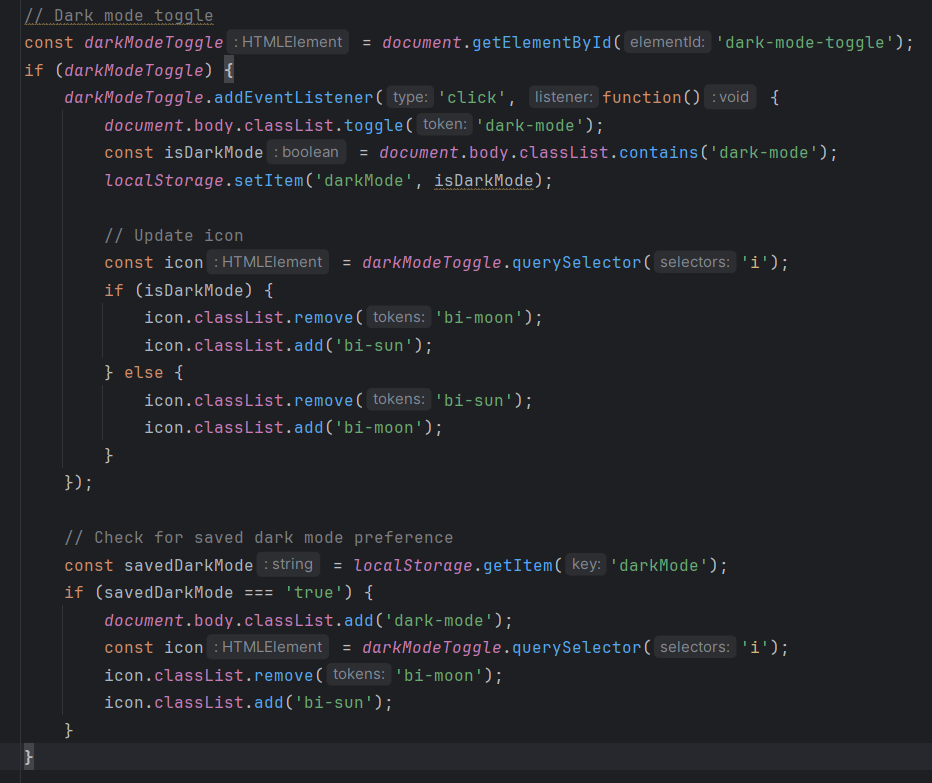 // Dark mode toggle
const darkModeToggle : HTMLElement = document.getElementById( elementId: 'dark-mode-toggle');
if (darkModeToggle) {
    darkModeToggle.addEventListener( type: 'click', listener: function() : void {
        document.body.classList.toggle( token: 'dark-mode');
        const isDarkMode : boolean = document.body.classList.contains('dark-mode');
        localStorage.setItem('darkMode', isDarkMode);

        // Update icon
        const icon : HTMLElement = darkModeToggle.querySelector( selectors: 'i');
        if (isDarkMode) {
            icon.classList.remove( tokens: 'bi-moon');
            icon.classList.add('bi-sun');
        } else {
            icon.classList.remove( tokens: 'bi-sun');
            icon.classList.add('bi-moon');
        }
    });

    // Check for saved dark mode preference
    const savedDarkMode : string = localStorage.getItem( key: 'darkMode');
    if (savedDarkMode === 'true') {
        document.body.classList.add('dark-mode');
        const icon : HTMLElement = darkModeToggle.querySelector( selectors: 'i');
        icon.classList.remove( tokens: 'bi-moon');
        icon.classList.add('bi-sun');
    }
}